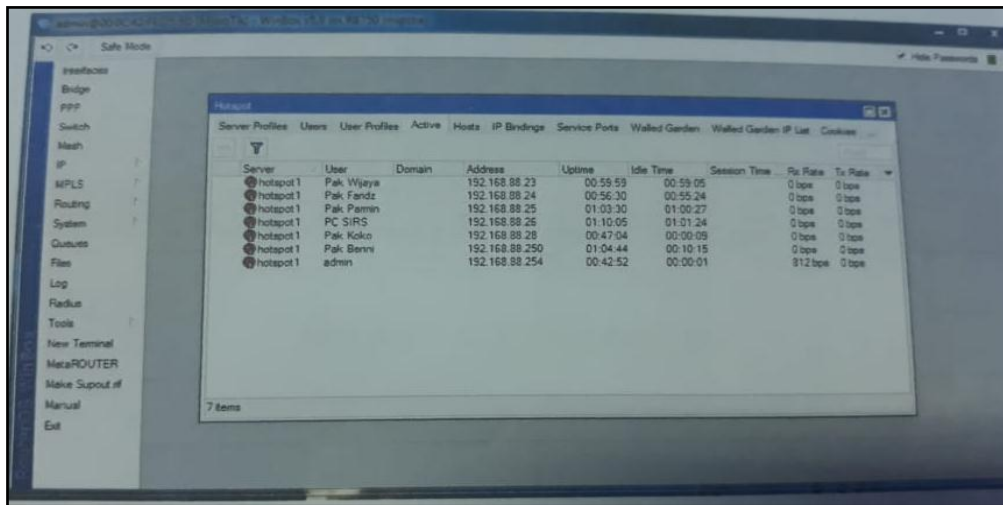 Safe Mode
Hide Passwords
Interfaces
Bridge
PPP
Switch
Mesh
IP
MPLS
Routing
System
Queues
Files
Log
Radius
Tools
New Terminal
MetaROUTER
Make Supout.rif
Manual
Exit
Hotspot
Server Profiles Users User Profiles Active Hosts IP Bindings Service Ports Walled Garden Walled Garden IP List Cookies ...
Server User Domain Address Uptime Idle Time Session Time ... Rx Rate Tx Rate
hotspot1 Pak Wijaya 192.168.88.23 00:59:59 00:59:05 0 bps 0 bps
hotspot1 Pak Faridz 192.168.88.24 00:56:30 00:55:24 0 bps 0 bps
hotspot1 Pak Parmin 192.168.88.25 01:03:30 01:00:27 0 bps 0 bps
hotspot1 PC SIRS 192.168.88.26 01:10:05 01:01:24 0 bps 0 bps
hotspot1 Pak Koko 192.168.88.28 00:47:04 00:00:09 0 bps 0 bps
hotspot1 Pak Benni 192.168.88.250 01:04:44 00:10:15 0 bps 0 bps
hotspot1 admin 192.168.88.254 00:42:52 00:00:01 812 bps 0 bps
7 items